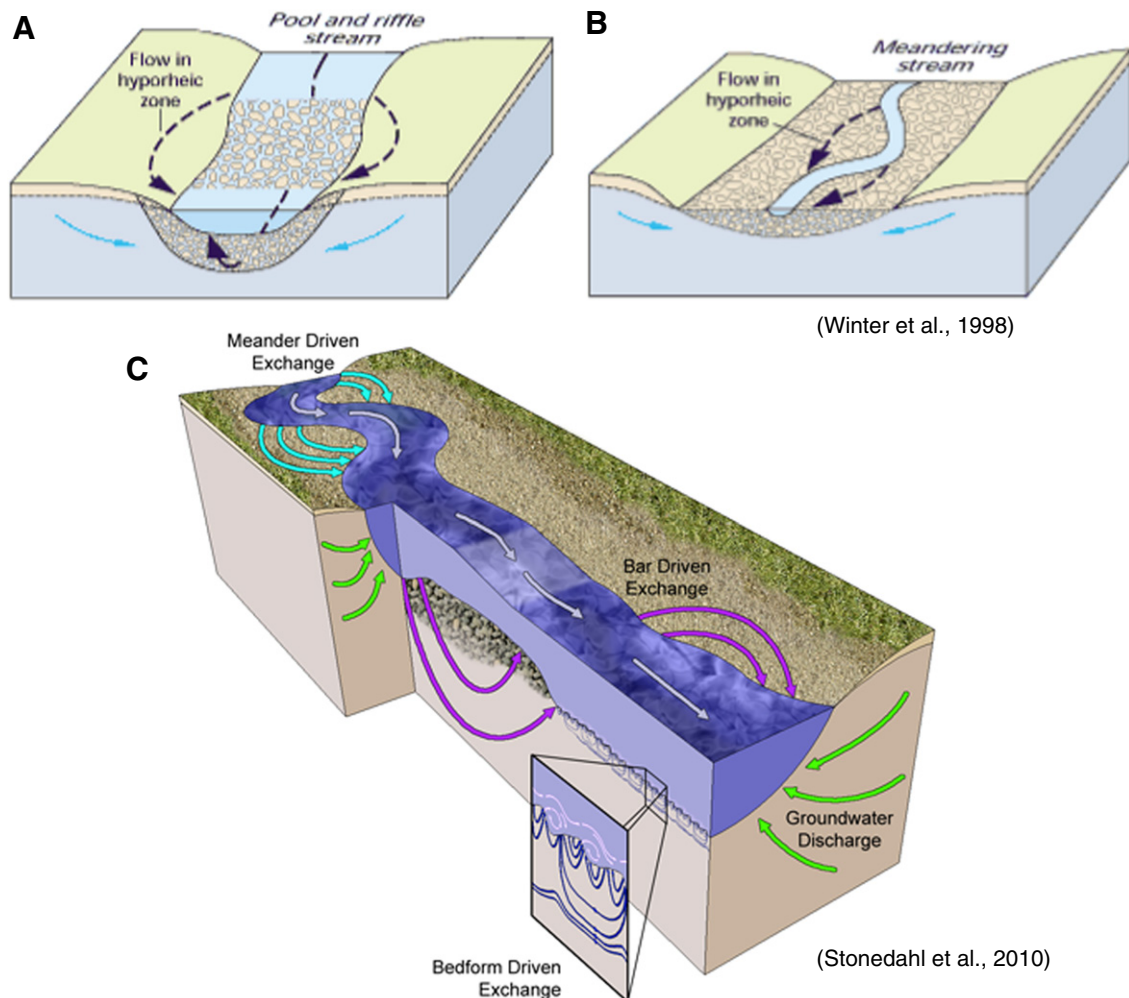 A
Pool and riffle
stream
Flow in
hyporheic
zone
B
Meandering
stream
Flow in
hyporheic
zone
(Winter et al., 1998)
C
Meander Driven
Exchange
Bar Driven
Exchange
Groundwater
Discharge
Bedform Driven
Exchange
(Stonedahl et al., 2010)